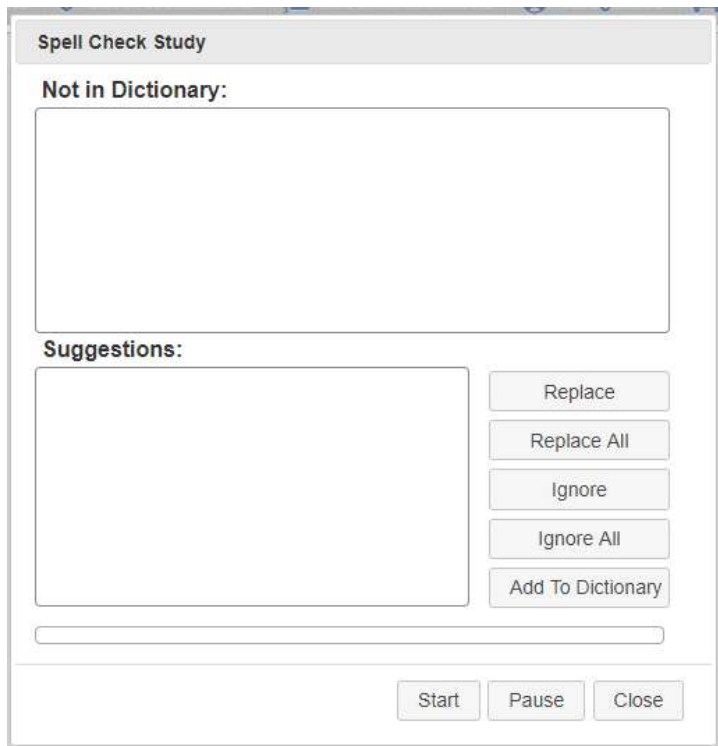 Spell Check Study
Not in Dictionary:
Suggestions:
Replace
Replace All
Ignore
Ignore All
Add To Dictionary
Start Pause Close